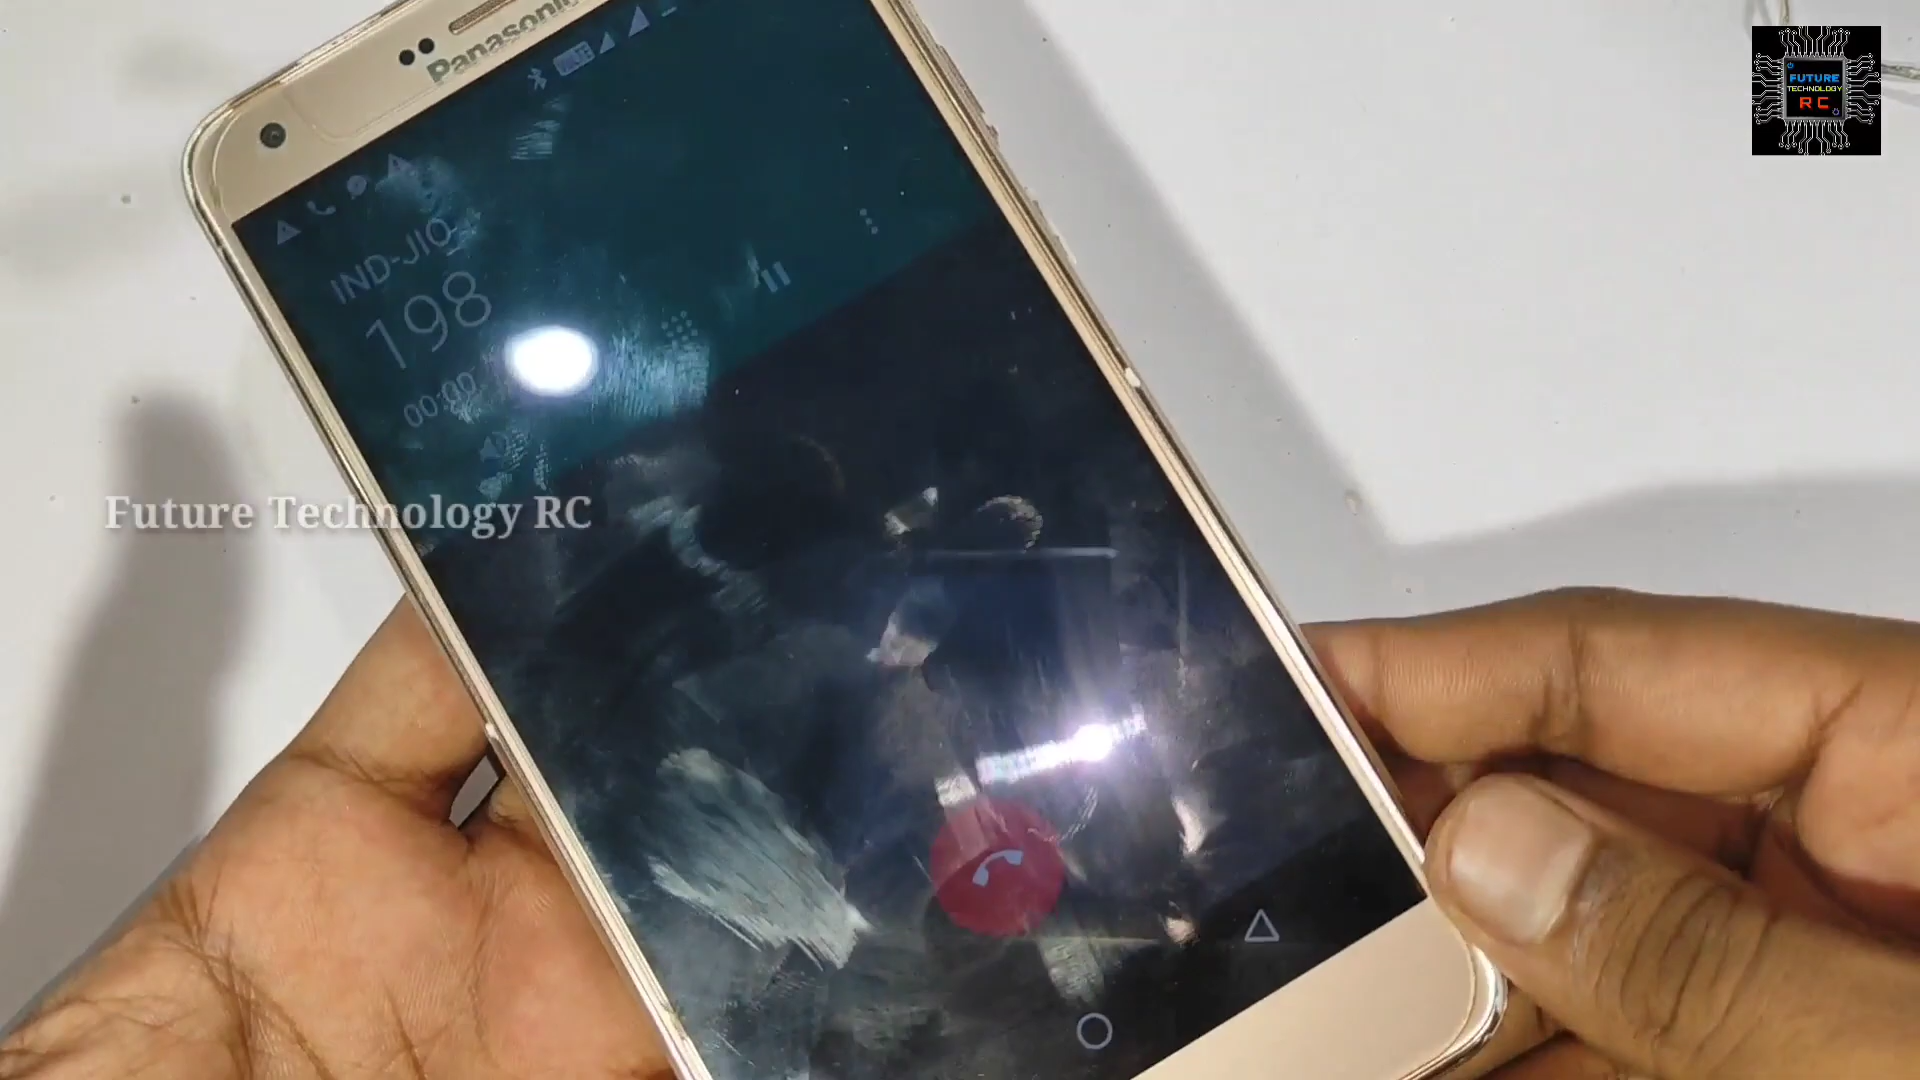 Panasonic
FUTURE
TECHNOLOGY
RC
IND-JIO
198
00:00
Future Technology RC